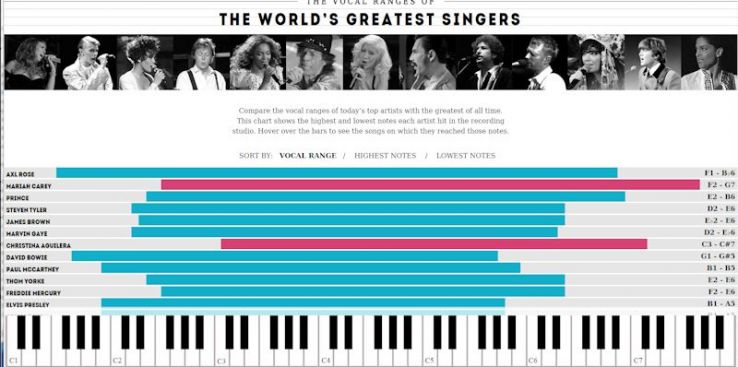 THE VOCAL RANGES OF
THE WORLD'S GREATEST SINGERS
Compare the vocal ranges of today's top artists with the greatest of all time.
This chart shows the highest and lowest notes each artist hit in the recording
studio. Hover over the bars to see the songs on which they reached those notes.
SORT BY: VOCAL RANGE / HIGHEST NOTES / LOWEST NOTES
AXL ROSE F1 - B♭6
MARIAH CAREY F2 - G7
PRINCE E2 - B6
STEVEN TYLER D2 - E6
JAMES BROWN E♭2 - E6
MARVIN GAYE D2 - E♭6
CHRISTINA AGUILERA C3 - C#7
DAVID BOWIE G1 - G#5
PAUL MCCARTNEY B1 - B5
THOM YORKE E2 - E6
FREDDIE MERCURY F2 - E6
ELVIS PRESLEY B1 - A5
C1 C2 C3 C4 C5 C6 C7